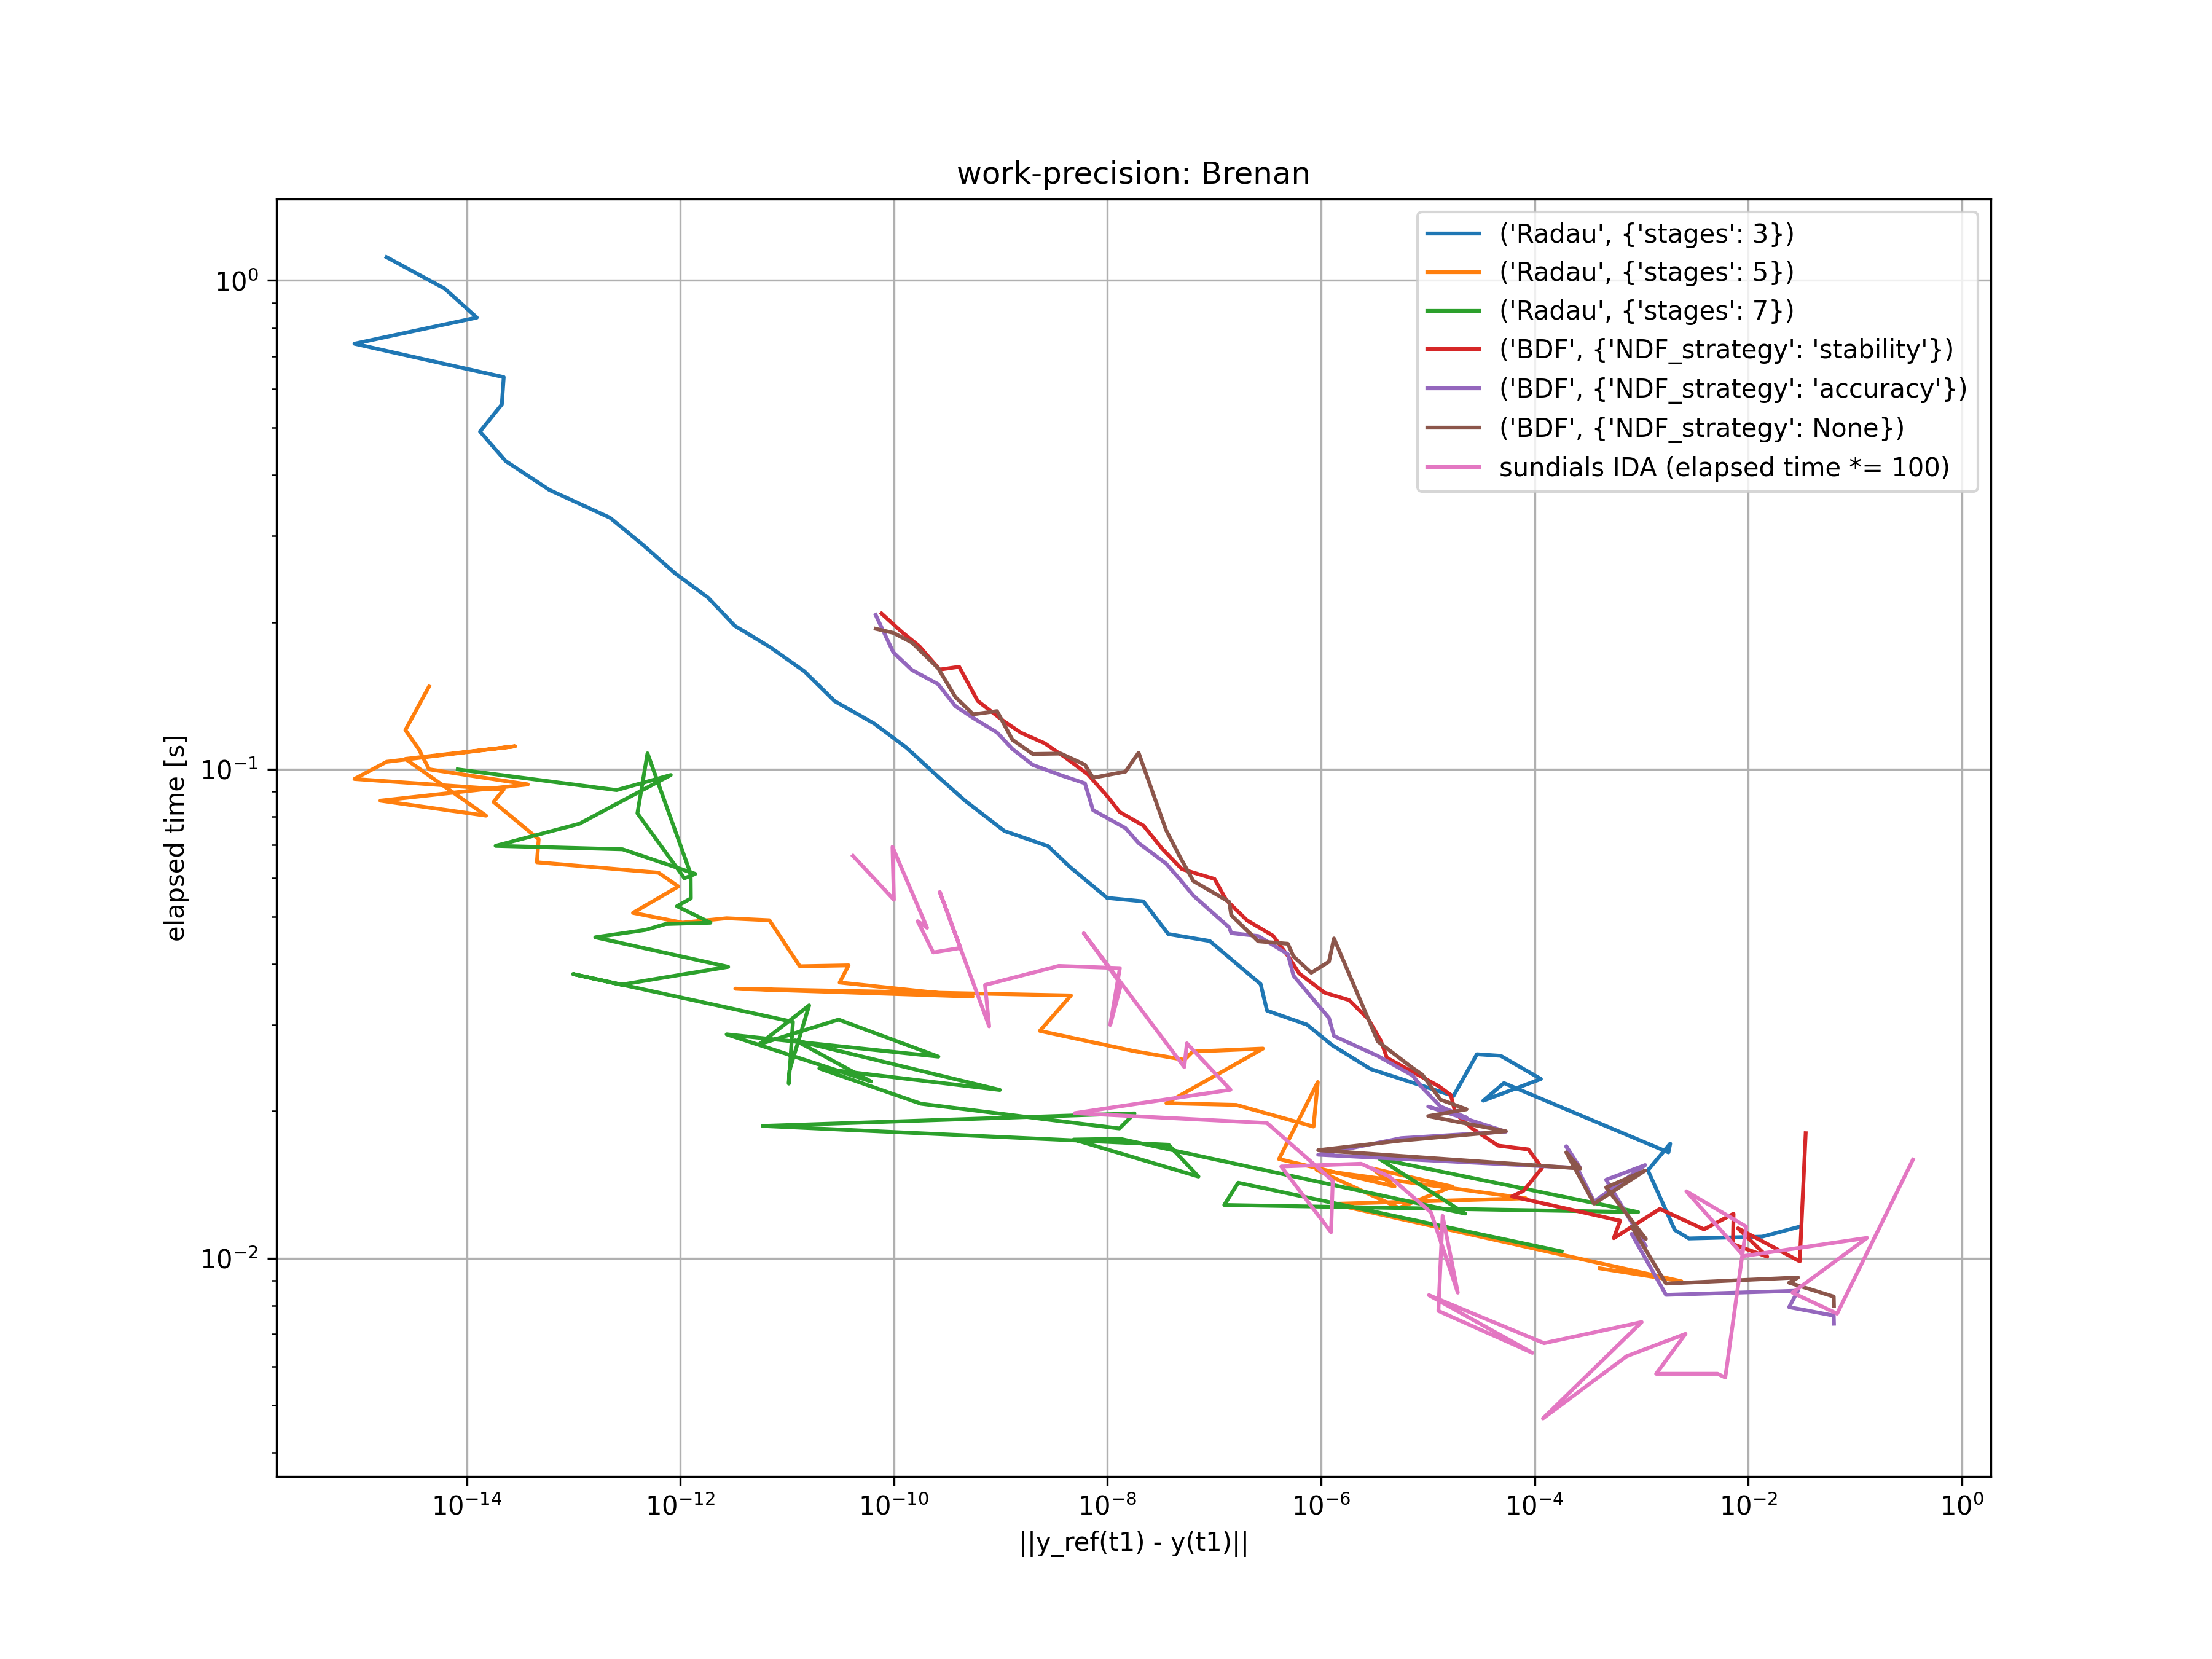 work-precision: Brenan
('Radau', {'stages': 3})
('Radau', {'stages': 5})
('Radau', {'stages': 7})
('BDF', {'NDF_strategy': 'stability'})
('BDF', {'NDF_strategy': 'accuracy'})
('BDF', {'NDF_strategy': None})
sundials IDA (elapsed time *= 100)
elapsed time [s]
10⁰
10⁻¹
10⁻²
10⁻¹⁴ 10⁻¹² 10⁻¹⁰ 10⁻⁸ 10⁻⁶ 10⁻⁴ 10⁻² 10⁰
||y_ref(t1) - y(t1)||